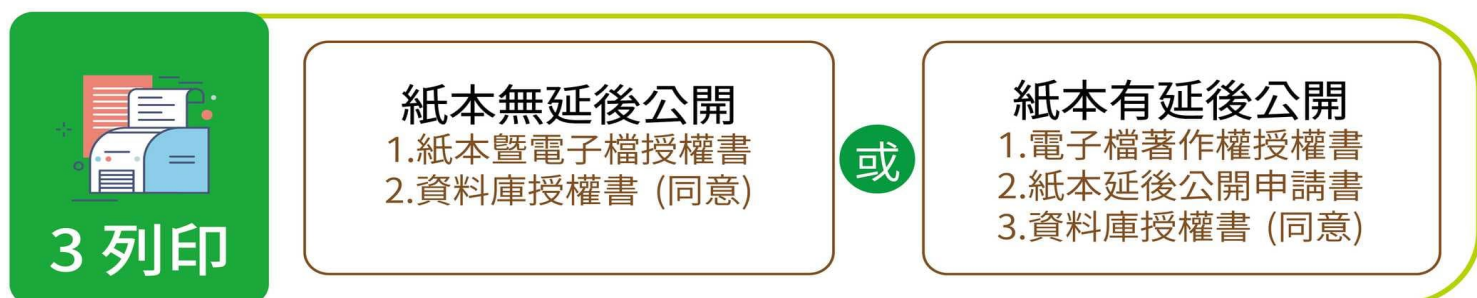 3 列印
紙本無延後公開
1.紙本暨電子檔授權書
2.資料庫授權書 (同意)
或
紙本有延後公開
1.電子檔著作權授權書
2.紙本延後公開申請書
3.資料庫授權書 (同意)